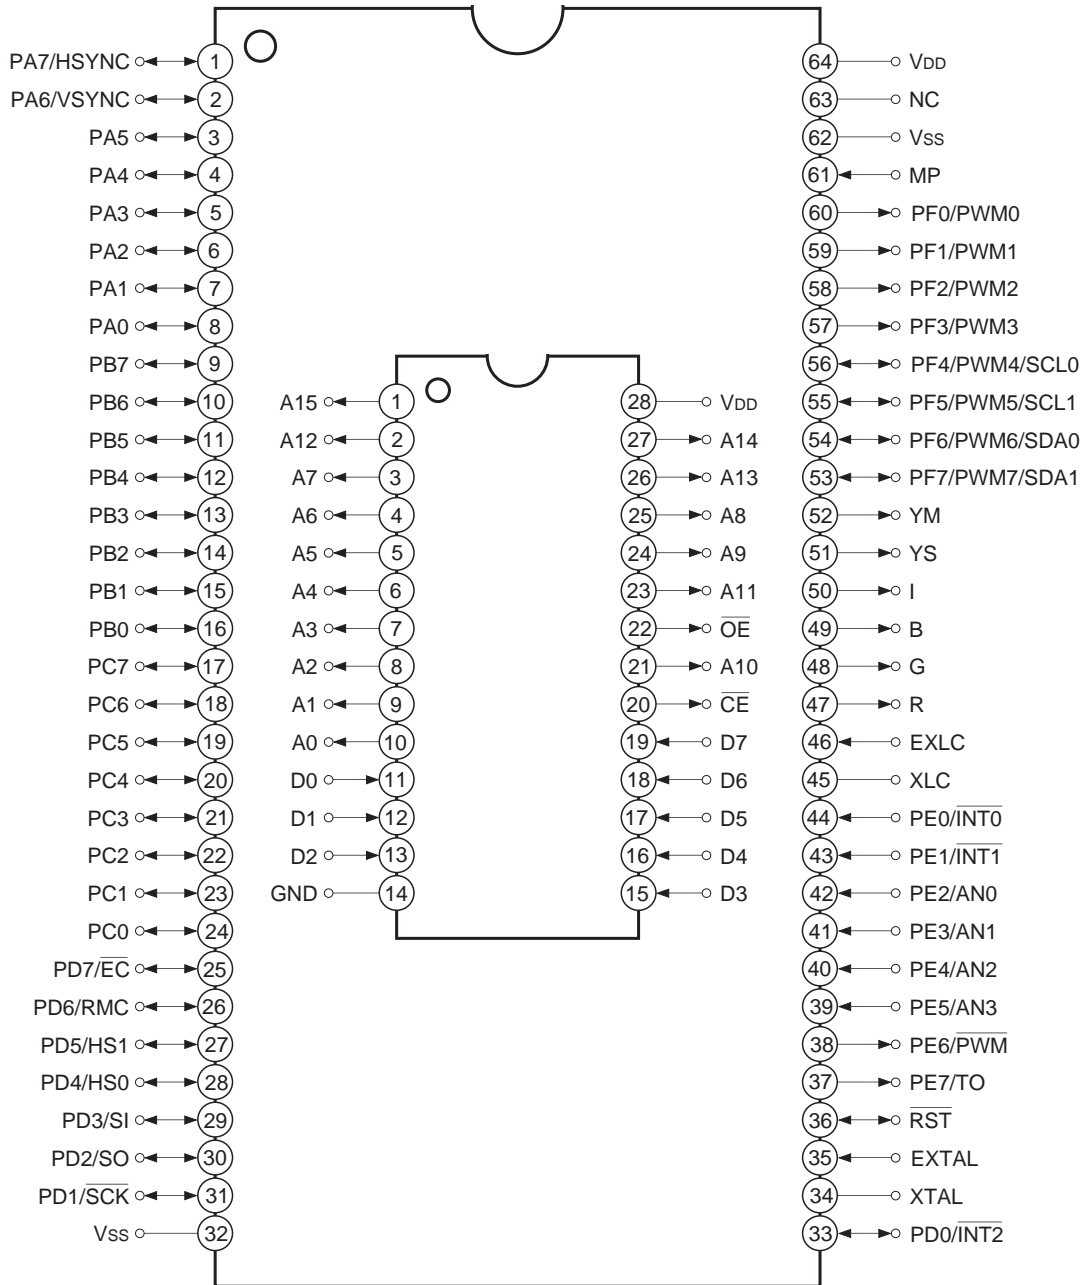 PA7/HSYNC 1 64 VDD
PA6/VSYNC 2 63 NC
PA5 3 62 Vss
PA4 4 61 MP
PA3 5 60 PF0/PWM0
PA2 6 59 PF1/PWM1
PA1 7 58 PF2/PWM2
PA0 8 57 PF3/PWM3
PB7 9 56 PF4/PWM4/SCL0
PB6 10 A15 1 28 VDD 55 PF5/PWM5/SCL1
PB5 11 A12 2 27 A14 54 PF6/PWM6/SDA0
PB4 12 A7 3 26 A13 53 PF7/PWM7/SDA1
PB3 13 A6 4 25 A8 52 YM
PB2 14 A5 5 24 A9 51 YS
PB1 15 A4 6 23 A11 50 I
PB0 16 A3 7 22 O̅E̅ 49 B
PC7 17 A2 8 21 A10 48 G
PC6 18 A1 9 20 C̅E̅ 47 R
PC5 19 A0 10 19 D7 46 EXLC
PC4 20 D0 11 18 D6 45 XLC
PC3 21 D1 12 17 D5 44 PE0/I̅N̅T̅0̅
PC2 22 D2 13 16 D4 43 PE1/I̅N̅T̅1̅
PC1 23 GND 14 15 D3 42 PE2/AN0
PC0 24 41 PE3/AN1
PD7/E̅C̅ 25 40 PE4/AN2
PD6/RMC 26 39 PE5/AN3
PD5/HS1 27 38 PE6/P̅W̅M̅
PD4/HS0 28 37 PE7/TO
PD3/SI 29 36 R̅S̅T̅
PD2/SO 30 35 EXTAL
PD1/S̅C̅K̅ 31 34 XTAL
Vss 32 33 PD0/I̅N̅T̅2̅